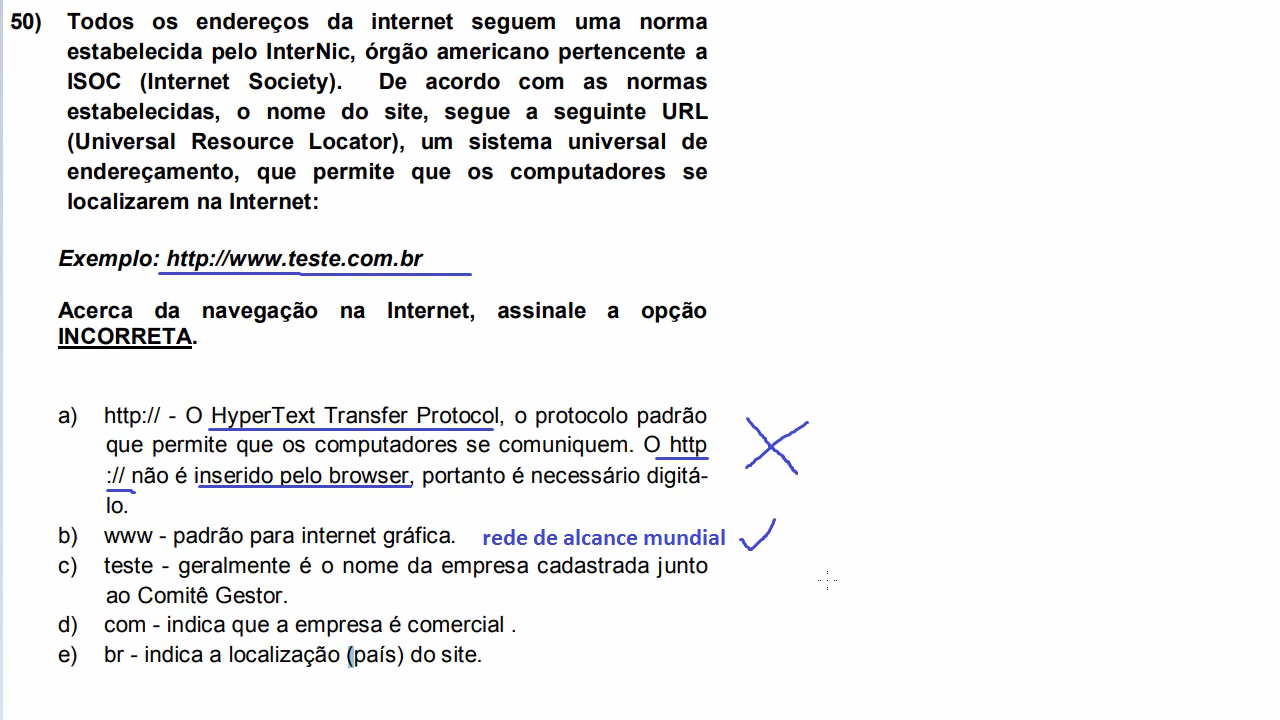 50) Todos os endereços da internet seguem uma norma
estabelecida pelo InterNic, órgão americano pertencente a
ISOC (Internet Society). De acordo com as normas
estabelecidas, o nome do site, segue a seguinte URL
(Universal Resource Locator), um sistema universal de
endereçamento, que permite que os computadores se
localizarem na Internet:
Exemplo: http://www.teste.com.br
Acerca da navegação na Internet, assinale a opção
INCORRETA.
a) http:// - O HyperText Transfer Protocol, o protocolo padrão
que permite que os computadores se comuniquem. O http
:// não é inserido pelo browser, portanto é necessário digitá-
lo.
b) www - padrão para internet gráfica. rede de alcance mundial
c) teste - geralmente é o nome da empresa cadastrada junto
ao Comitê Gestor.
d) com - indica que a empresa é comercial .
e) br - indica a localização (país) do site.